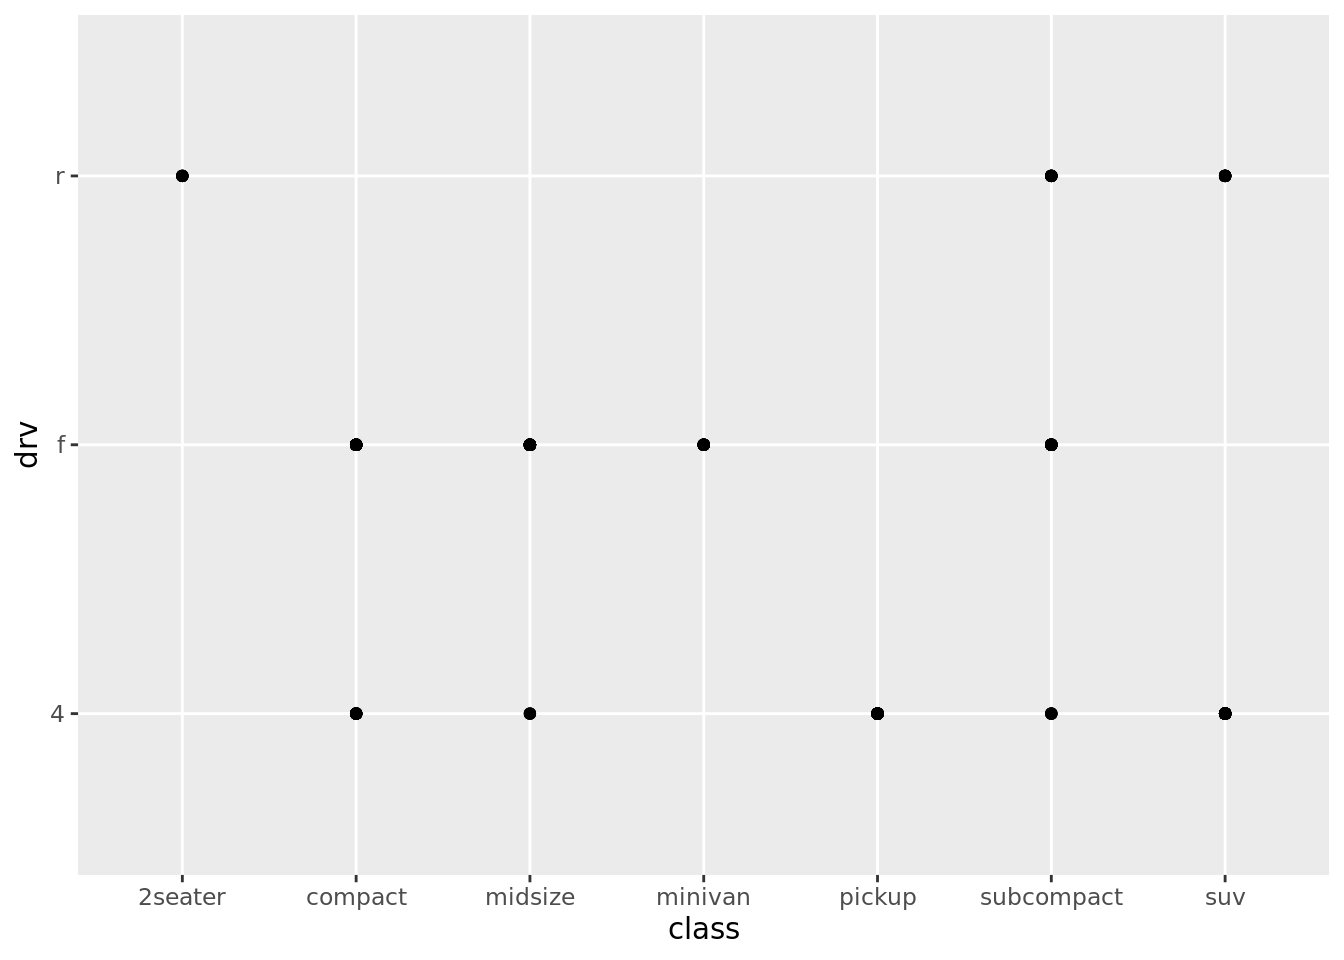 drv
r
f
4
2seater compact midsize minivan pickup subcompact suv
class